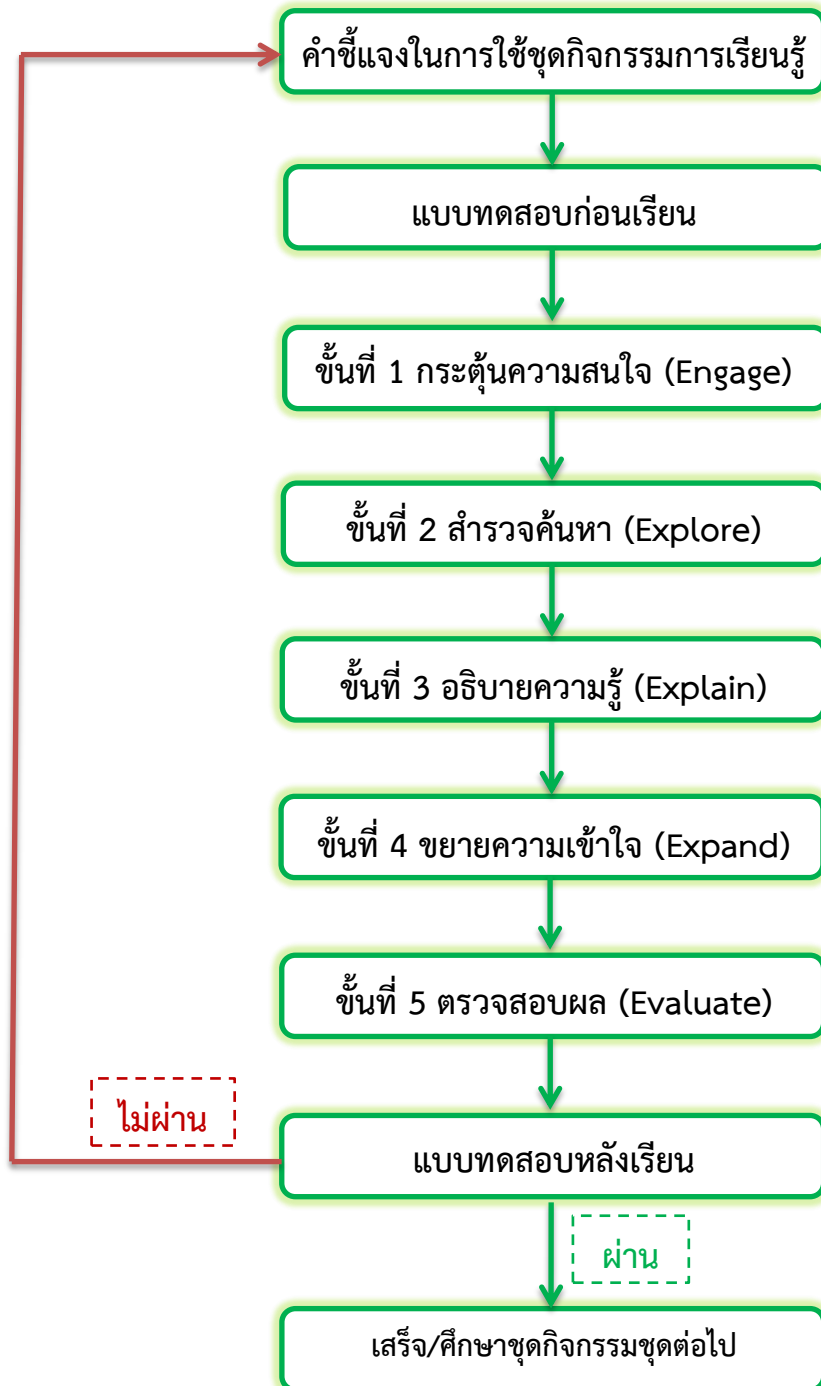 คำชี้แจงในการใช้ชุดกิจกรรมการเรียนรู้
แบบทดสอบก่อนเรียน
ขั้นที่ 1 กระตุ้นความสนใจ (Engage)
ขั้นที่ 2 สำรวจค้นหา (Explore)
ขั้นที่ 3 อธิบายความรู้ (Explain)
ขั้นที่ 4 ขยายความเข้าใจ (Expand)
ขั้นที่ 5 ตรวจสอบผล (Evaluate)
ไม่ผ่าน
แบบทดสอบหลังเรียน
ผ่าน
เสร็จ/ศึกษาชุดกิจกรรมชุดต่อไป